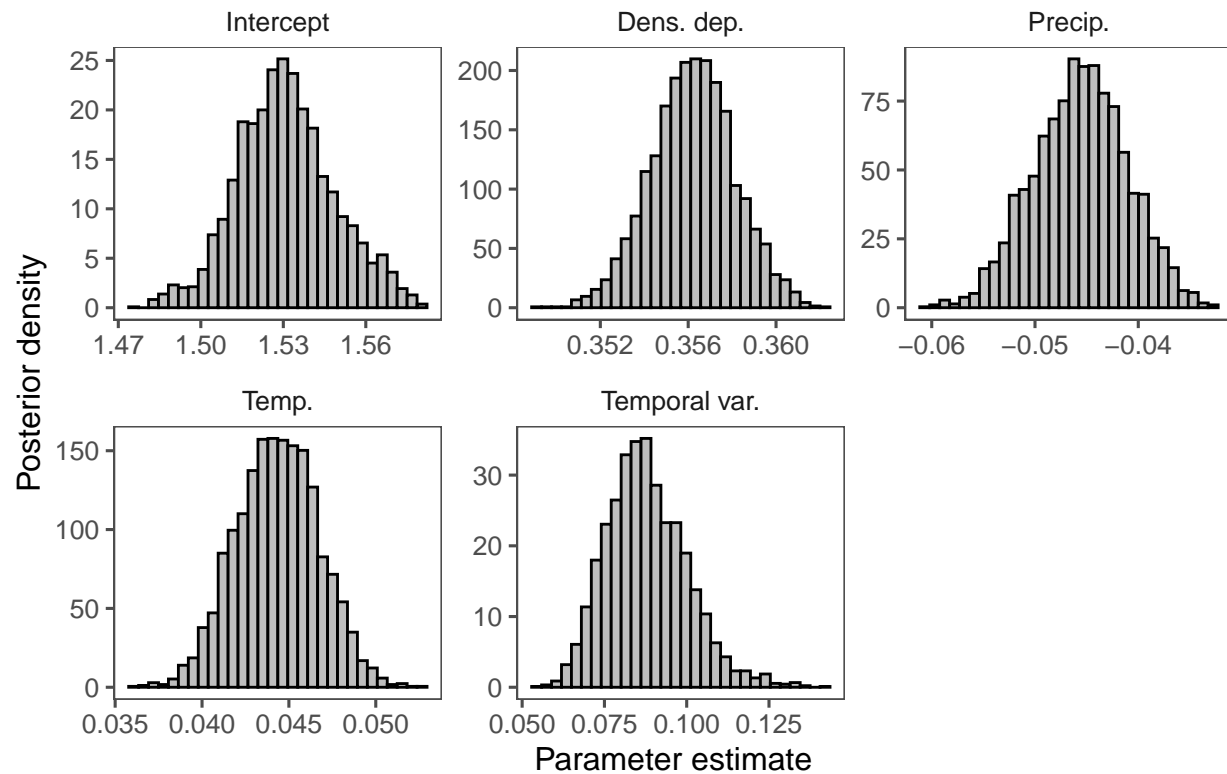 Intercept
Dens. dep.
Precip.
25
20
15
10
5
0
1.47 1.50 1.53 1.56
200
150
100
50
0
0.352 0.356 0.360
75
50
25
0
−0.06 −0.05 −0.04
Posterior density
Temp.
Temporal var.
150
100
50
0
0.035 0.040 0.045 0.050
30
20
10
0
0.050 0.075 0.100 0.125
Parameter estimate